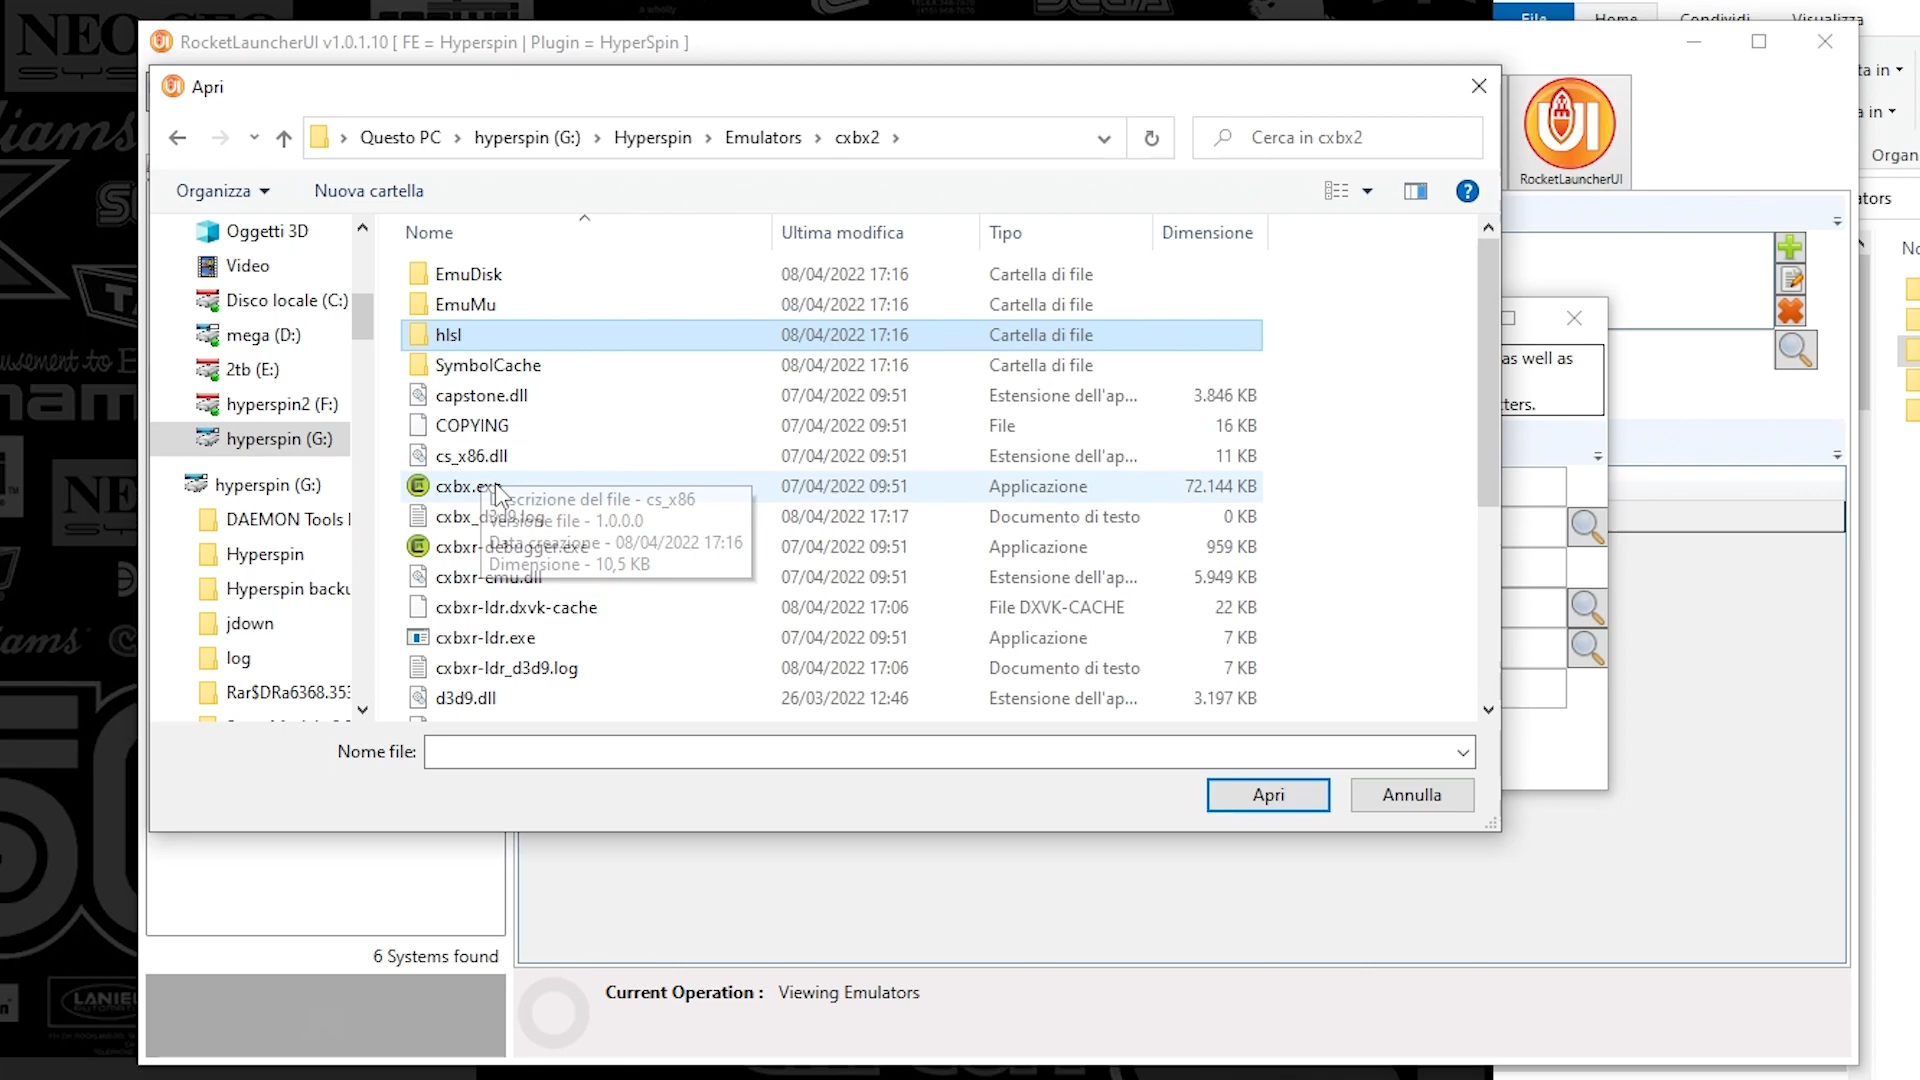 RocketLauncherUI v1.0.1.10 [ FE = Hyperspin | Plugin = HyperSpin ]
File Home Condividi Visualizza
Apri
Questo PC > hyperspin (G:) > Hyperspin > Emulators > cxbx2 >
Cerca in cxbx2
Organizza
Nuova cartella
RocketLauncherUI
Organ
Oggetti 3D
Video
Disco locale (C:)
mega (D:)
2tb (E:)
hyperspin2 (F:)
hyperspin (G:)
hyperspin (G:)
DAEMON Tools
Hyperspin
Hyperspin backu
jdown
log
Rar$DRa6368.353
Nome Ultima modifica Tipo Dimensione
EmuDisk 08/04/2022 17:16 Cartella di file
EmuMu 08/04/2022 17:16 Cartella di file
hlsl 08/04/2022 17:16 Cartella di file
SymbolCache 08/04/2022 17:16 Cartella di file
capstone.dll 07/04/2022 09:51 Estensione dell'ap... 3.846 KB
COPYING 07/04/2022 09:51 File 16 KB
cs_x86.dll 07/04/2022 09:51 Estensione dell'ap... 11 KB
cxbx.exe 07/04/2022 09:51 Applicazione 72.144 KB
cxbx_d3d9.log 08/04/2022 17:17 Documento di testo 0 KB
cxbxr-debugger.exe 07/04/2022 09:51 Applicazione 959 KB
cxbxr-emu.dll 07/04/2022 09:51 Estensione dell'ap... 5.949 KB
cxbxr-ldr.dxvk-cache 08/04/2022 17:06 File DXVK-CACHE 22 KB
cxbxr-ldr.exe 07/04/2022 09:51 Applicazione 7 KB
cxbxr-ldr_d3d9.log 08/04/2022 17:06 Documento di testo 7 KB
d3d9.dll 26/03/2022 12:46 Estensione dell'ap... 3.197 KB
Descrizione del file - cs_x86
Versione file - 1.0.0.0
Data creazione - 08/04/2022 17:16
Dimensione - 10,5 KB
Nome file:
Apri
Annulla
as well as
tters.
6 Systems found
Current Operation : Viewing Emulators